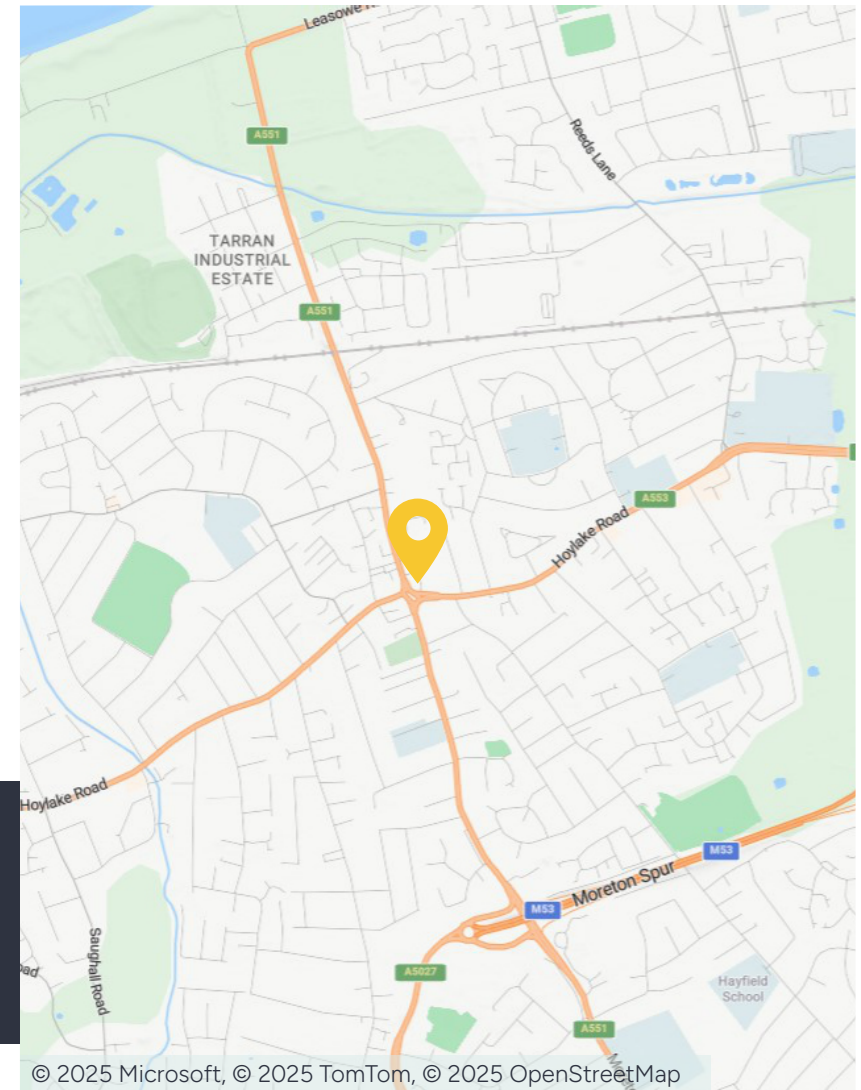 Leasowe
A551
Reeds Lane
TARRAN
INDUSTRIAL
ESTATE
A551
A553
Hoylake Road
Hoylake Road
M53
Moreton Spur
M53
Saughall Road
A5027
Hayfield
School
A551
© 2025 Microsoft, © 2025 TomTom, © 2025 OpenStreetMap